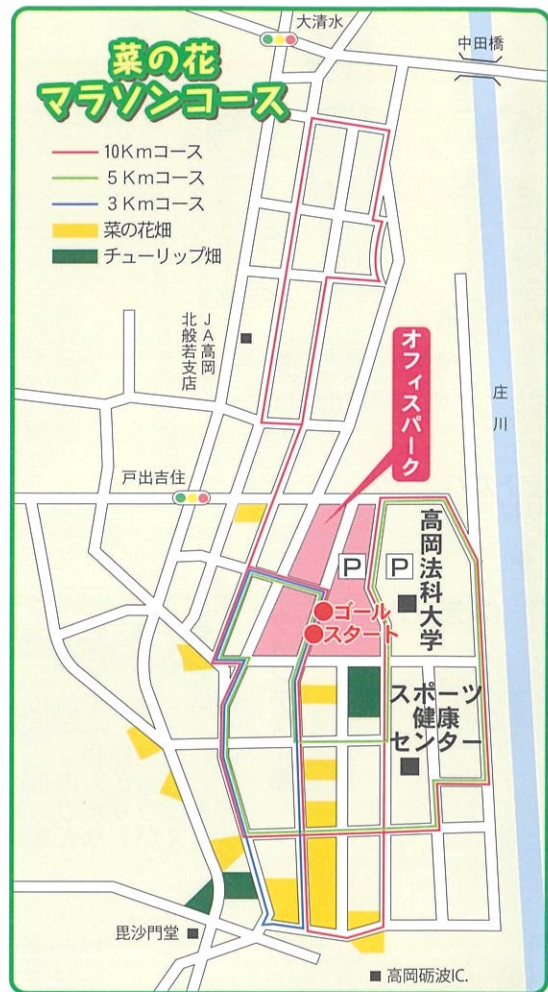 大清水
中田橋
菜の花
マラソンコース
10Kmコース
5Kmコース
3Kmコース
菜の花畑
チューリップ畑
JA高岡
北般若支店
オフィスパーク
庄川
戸出吉住
P
P
高岡法科大学
ゴール
スタート
スポーツ
健康
センター
毘沙門堂
高岡砺波IC.